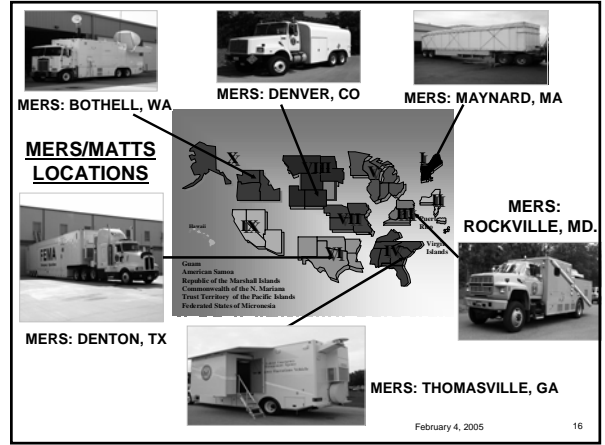 MERS: BOTHELL, WA
MERS: DENVER, CO
MERS: MAYNARD, MA
MERS/MATTS
LOCATIONS
X
VIII
V
I
II
III
VII
IX
VI
IV
Hawaii
Puerto
Rico
Virgin
Islands
Guam
American Samoa
Republic of the Marshall Islands
Commonwealth of the N. Mariana
Trust Territory of the Pacific Islands
Federated States of Micronesia
MERS:
ROCKVILLE, MD.
FEMA
MERS: DENTON, TX
MERS: THOMASVILLE, GA
February 4, 2005
16